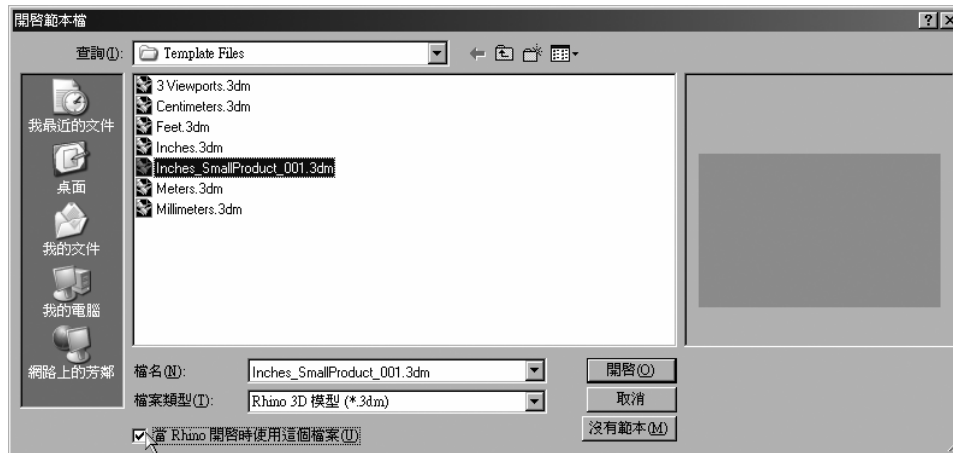 開啓範本檔
查詢(I): Template Files
我最近的文件
桌面
我的文件
我的電腦
網路上的芳鄰
3 Viewports.3dm
Centimeters.3dm
Feet.3dm
Inches.3dm
Inches_SmallProduct_001.3dm
Meters.3dm
Millimeters.3dm
檔名(N): Inches_SmallProduct_001.3dm 開啓(O)
檔案類型(T): Rhino 3D 模型 (*.3dm) 取消
當 Rhino 開啓時使用這個檔案(U) 沒有範本(M)